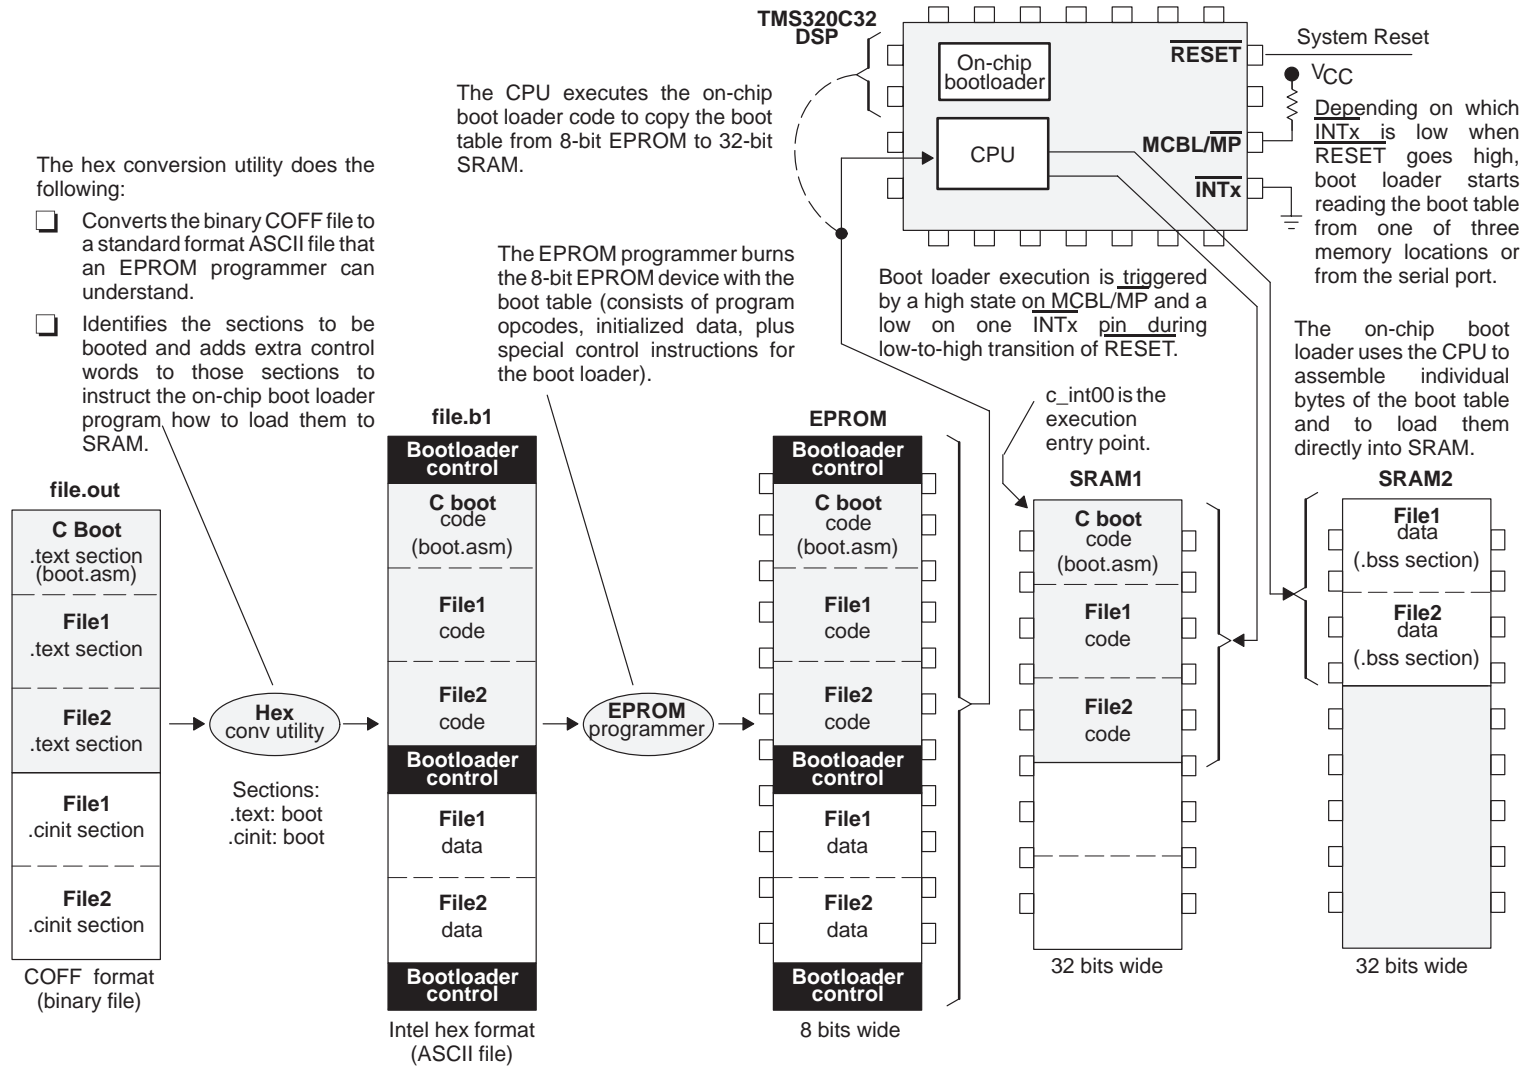 TMS320C32
DSP
On-chip
bootloader
CPU
RESET
MCBL/MP
INTx
System Reset
VCC
Depending on which
INTx is low when
RESET goes high,
boot loader starts
reading the boot table
from one of three
memory locations or
from the serial port.
The CPU executes the on-chip
boot loader code to copy the boot
table from 8-bit EPROM to 32-bit
SRAM.
The hex conversion utility does the
following:
Converts the binary COFF file to
a standard format ASCII file that
an EPROM programmer can
understand.
Identifies the sections to be
booted and adds extra control
words to those sections to
instruct the on-chip boot loader
program how to load them to
SRAM.
The EPROM programmer burns
the 8-bit EPROM device with the
boot table (consists of program
opcodes, initialized data, plus
special control instructions for
the boot loader).
Boot loader execution is triggered
by a high state on MCBL/MP and a
low on one INTx pin during
low-to-high transition of RESET.
The on-chip boot
loader uses the CPU to
assemble individual
bytes of the boot table
and to load them
directly into SRAM.
c_int00 is the
execution
entry point.
file.out
C Boot
.text section
(boot.asm)
File1
.text section
File2
.text section
File1
.cinit section
File2
.cinit section
COFF format
(binary file)
Hex
conv utility
Sections:
.text: boot
.cinit: boot
file.b1
Bootloader
control
C boot
code
(boot.asm)
File1
code
File2
code
Bootloader
control
File1
data
File2
data
Bootloader
control
Intel hex format
(ASCII file)
EPROM
programmer
EPROM
Bootloader
control
C boot
code
(boot.asm)
File1
code
File2
code
Bootloader
control
File1
data
File2
data
Bootloader
control
8 bits wide
SRAM1
C boot
code
(boot.asm)
File1
code
File2
code
32 bits wide
SRAM2
File1
data
(.bss section)
File2
data
(.bss section)
32 bits wide